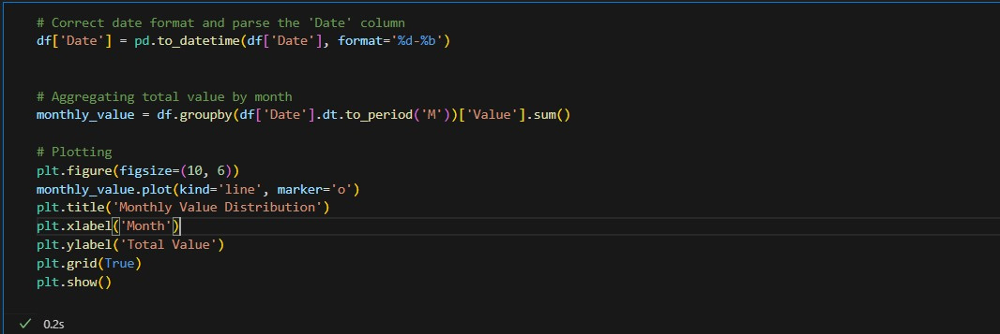 # Correct date format and parse the 'Date' column
df['Date'] = pd.to_datetime(df['Date'], format='%d-%b')
# Aggregating total value by month
monthly_value = df.groupby(df['Date'].dt.to_period('M'))['Value'].sum()
# Plotting
plt.figure(figsize=(10, 6))
monthly_value.plot(kind='line', marker='o')
plt.title('Monthly Value Distribution')
plt.xlabel('Month')
plt.ylabel('Total Value')
plt.grid(True)
plt.show()
0.2s